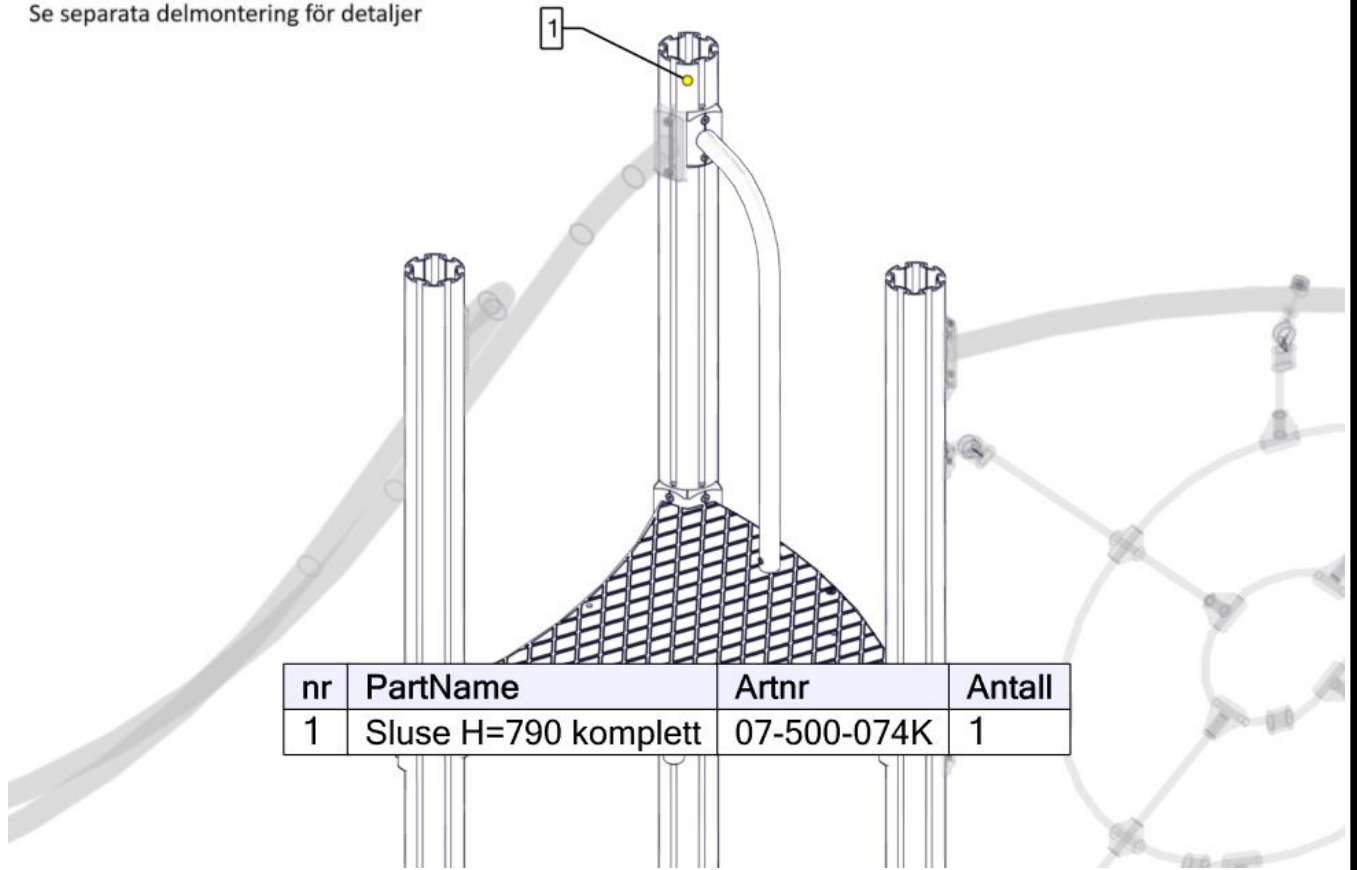 Se separata delmontering för detaljer
1
nr PartName Artnr Antall
1 Sluse H=790 komplett 07-500-074K 1